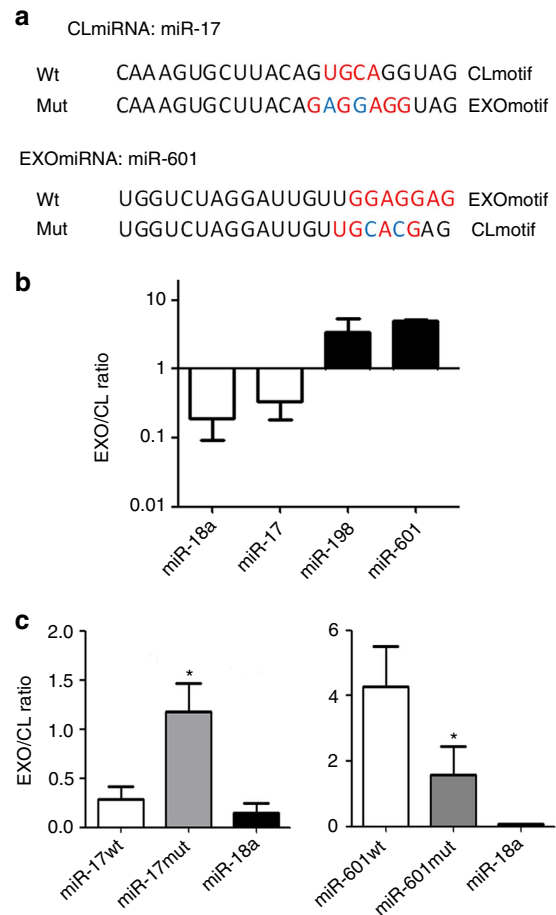 a
CLmiRNA: miR-17
Wt CAAAGUGCUUACAGUGCAGGUAG CLmotif
Mut CAAAGUGCUUACAGAGGAGGUAG EXOmotif
EXOmiRNA: miR-601
Wt UGGUCUAGGAUUGUUGGAGGAG EXOmotif
Mut UGGUCUAGGAUUGUUGCACGAG CLmotif
b
EXO/CL ratio
10
1
0.1
0.01
miR-18a
miR-17
miR-198
miR-601
c
EXO/CL ratio
2.0
1.5
1.0
0.5
0.0
*
miR-17wt
miR-17mut
miR-18a
6
4
2
0
*
miR-601wt
miR-601mut
miR-18a